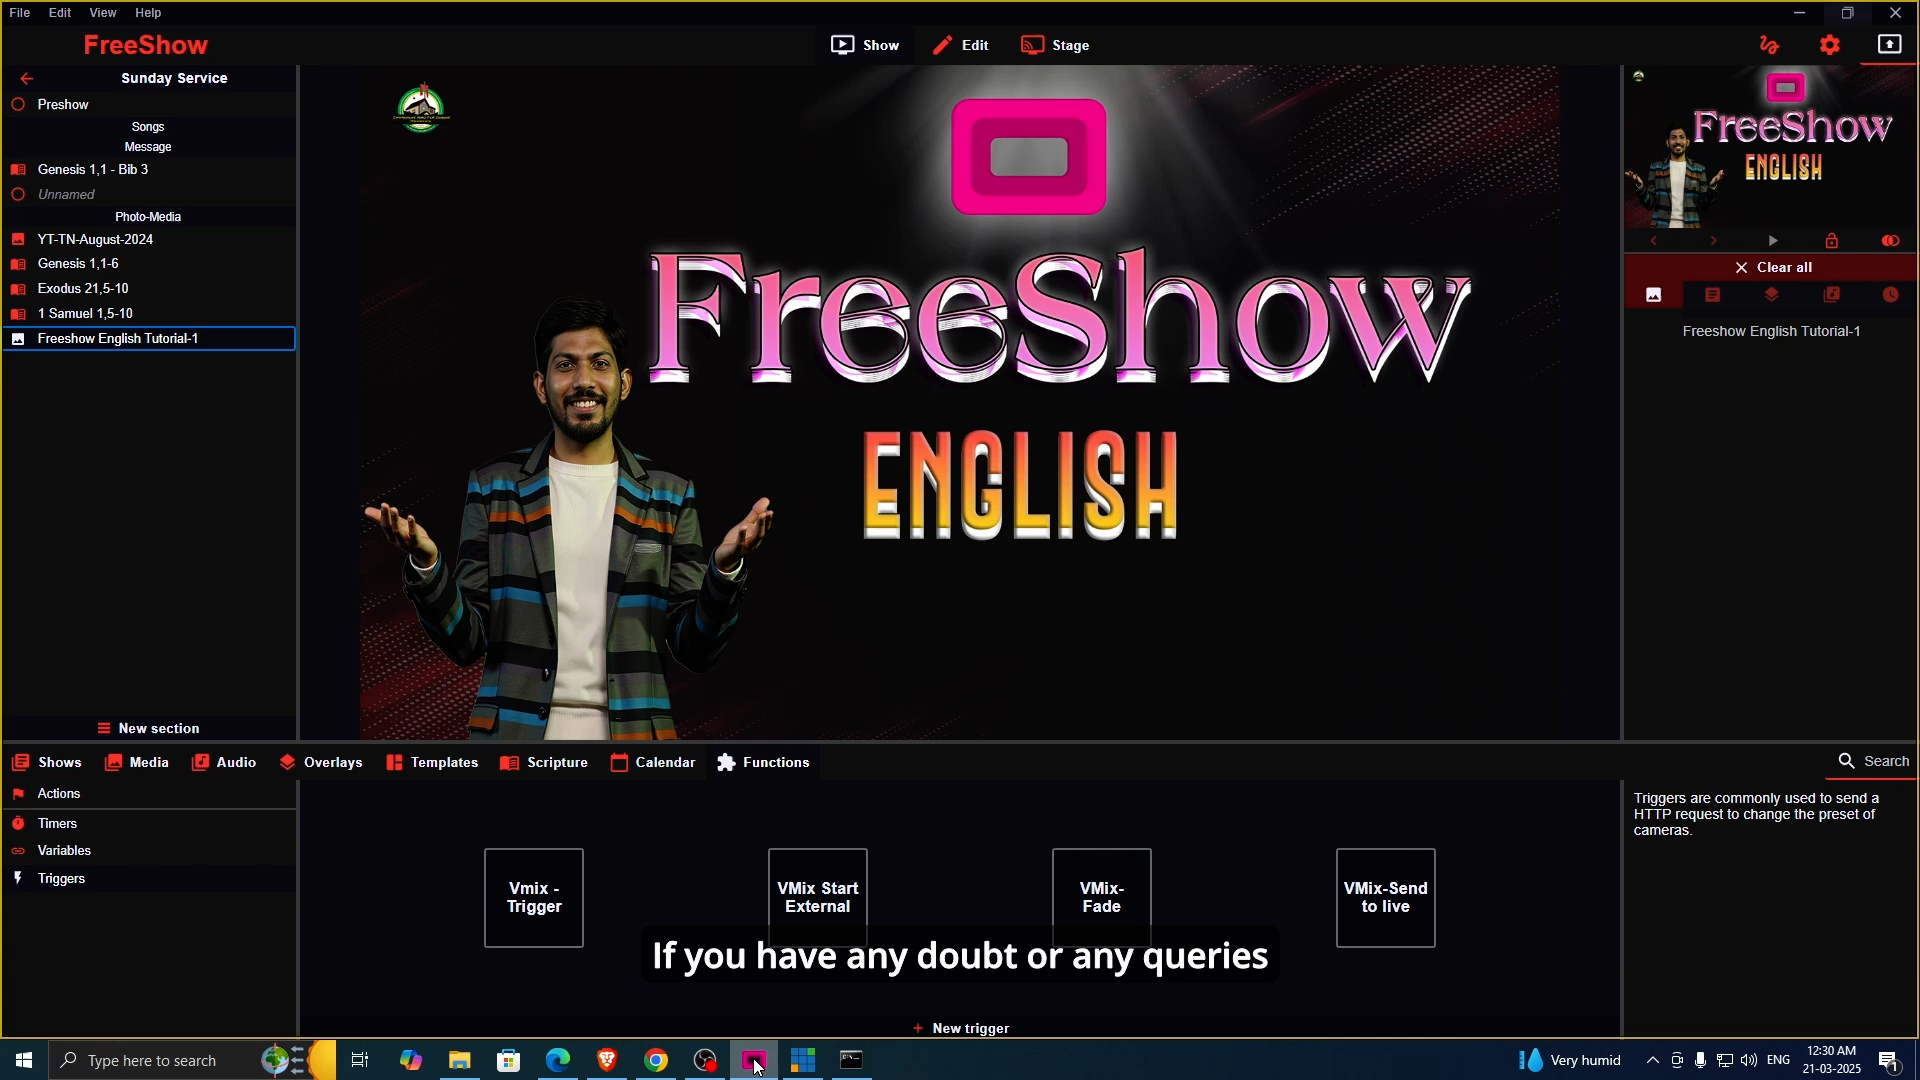 File Edit View Help
FreeShow
Show Edit Stage
Sunday Service
Preshow
Songs
Message
Genesis 1,1 - Bib 3
Unnamed
Photo-Media
YT-TN-August-2024
Genesis 1,1-6
Exodus 21,5-10
1 Samuel 1,5-10
Freeshow English Tutorial-1
New section
FreeShow
ENGLISH
FreeShow
ENGLISH
Clear all
Freeshow English Tutorial-1
Shows Media Audio Overlays Templates Scripture Calendar Functions
Search
Actions
Timers
Variables
Triggers
Vmix -
Trigger
VMix Start
External
VMix-
Fade
VMix-Send
to live
Triggers are commonly used to send a
HTTP request to change the preset of
cameras.
If you have any doubt or any queries
New trigger
Type here to search
Very humid
ENG
12:30 AM
21-03-2025
1